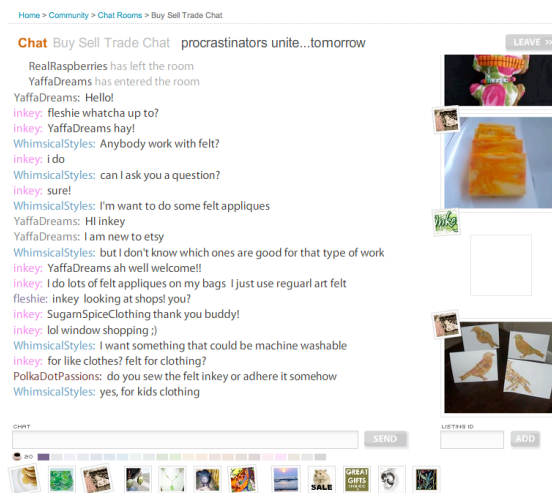 Home > Community > Chat Rooms > Buy Sell Trade Chat
Chat Buy Sell Trade Chat procrastinators unite...tomorrow
LEAVE >>
RealRaspberries has left the room
YaffaDreams has entered the room
YaffaDreams: Hello!
inkey: fleshie whatcha up to?
inkey: YaffaDreams hay!
WhimsicalStyles: Anybody work with felt?
inkey: i do
WhimsicalStyles: can I ask you a question?
inkey: sure!
WhimsicalStyles: I'm want to do some felt appliques
YaffaDreams: HI inkey
YaffaDreams: I am new to etsy
WhimsicalStyles: but I don't know which ones are good for that type of work
inkey: YaffaDreams ah well welcome!!
inkey: I do lots of felt appliques on my bags I just use reguarl art felt
fleshie: inkey looking at shops! you?
inkey: SugarnSpiceClothing thank you buddy!
inkey: lol window shopping ;)
WhimsicalStyles: I want something that could be machine washable
inkey: for like clothes? felt for clothing?
PolkaDotPassions: do you sew the felt inkey or adhere it somehow
WhimsicalStyles: yes, for kids clothing
CHAT
SEND
LISTING ID
ADD
80
SALE
GREAT
GIFTS